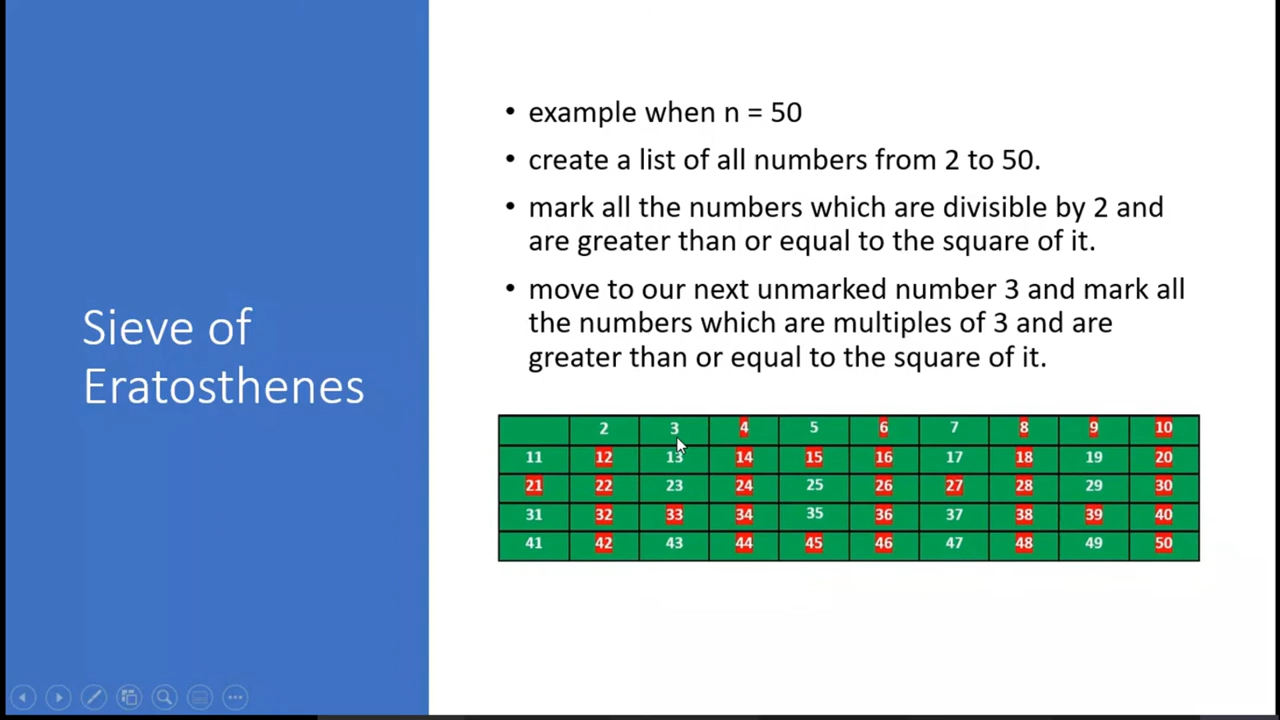 Sieve of
Eratosthenes
• example when n = 50
• create a list of all numbers from 2 to 50.
• mark all the numbers which are divisible by 2 and
are greater than or equal to the square of it.
• move to our next unmarked number 3 and mark all
the numbers which are multiples of 3 and are
greater than or equal to the square of it.
2 3 4 5 6 7 8 9 10
11 12 13 14 15 16 17 18 19 20
21 22 23 24 25 26 27 28 29 30
31 32 33 34 35 36 37 38 39 40
41 42 43 44 45 46 47 48 49 50